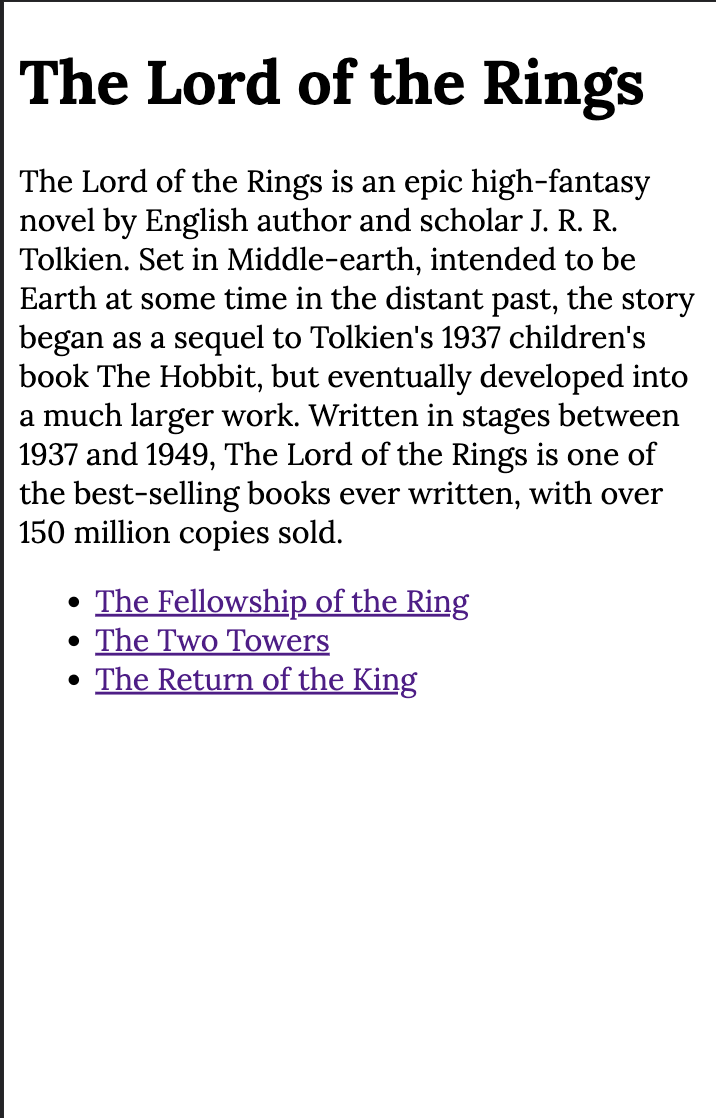 The Lord of the Rings
The Lord of the Rings is an epic high-fantasy
novel by English author and scholar J. R. R.
Tolkien. Set in Middle-earth, intended to be
Earth at some time in the distant past, the story
began as a sequel to Tolkien's 1937 children's
book The Hobbit, but eventually developed into
a much larger work. Written in stages between
1937 and 1949, The Lord of the Rings is one of
the best-selling books ever written, with over
150 million copies sold.
• The Fellowship of the Ring
• The Two Towers
• The Return of the King